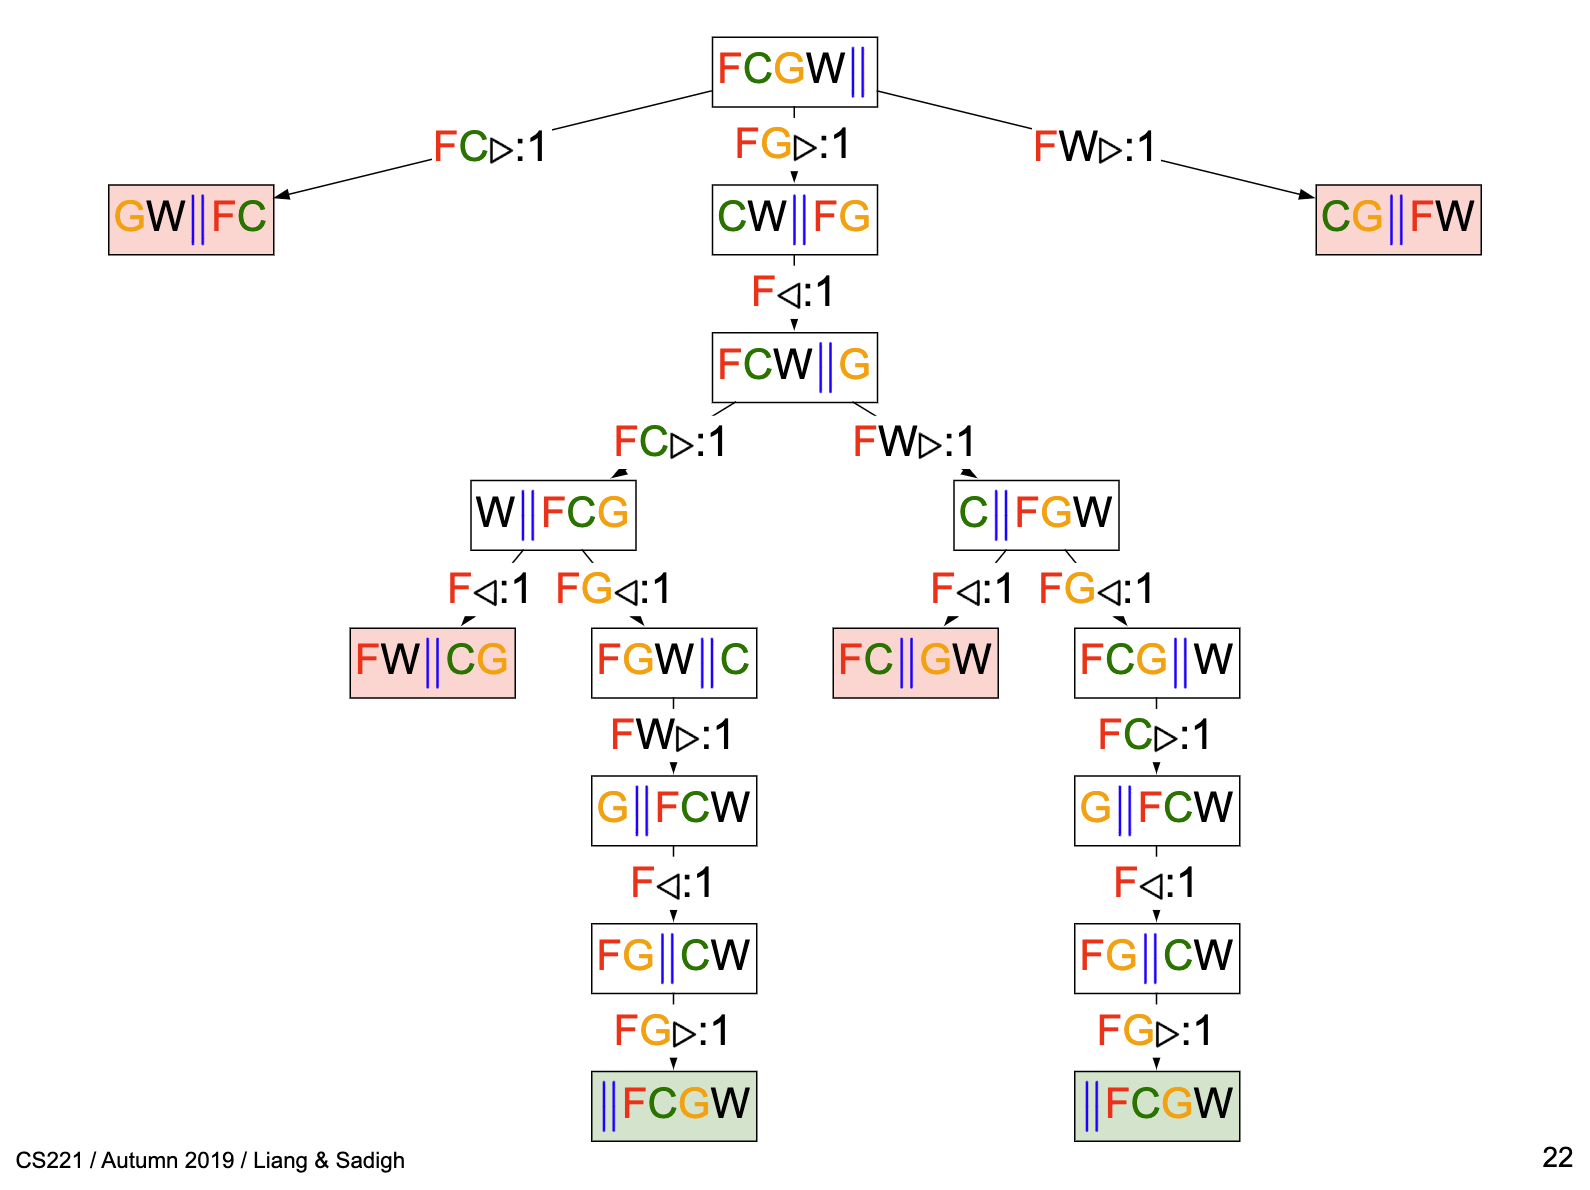 FCGW||
FC▷:1 FG▷:1 FW▷:1
GW||FC CW||FG CG||FW
F◁:1
FCW||G
FC▷:1 FW▷:1
W||FCG C||FGW
F◁:1 FG◁:1 F◁:1 FG◁:1
FW||CG FGW||C FC||GW FCG||W
FW▷:1 FC▷:1
G||FCW G||FCW
F◁:1 F◁:1
FG||CW FG||CW
FG▷:1 FG▷:1
||FCGW ||FCGW
CS221 / Autumn 2019 / Liang & Sadigh 22